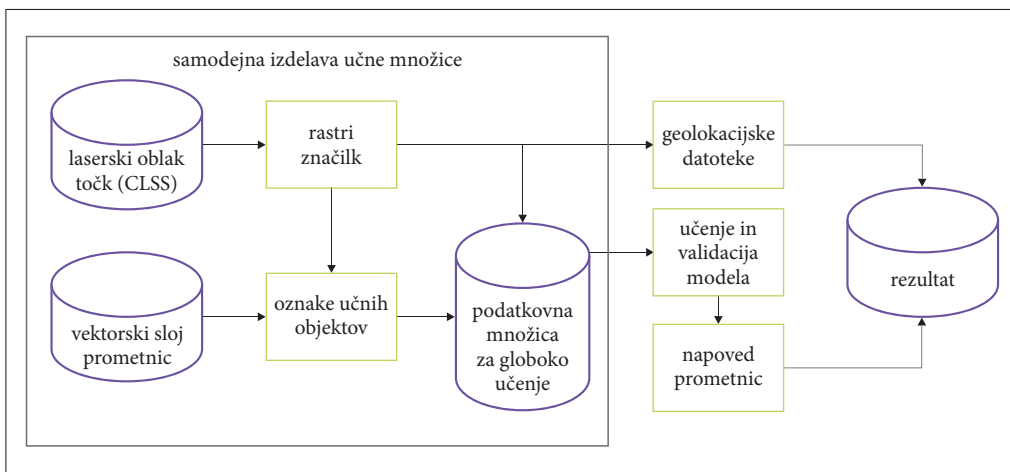 samodejna izdelava učne množice
laserski oblak
točk (CLSS)
rastri
značilk
geolokacijske
datoteke
vektorski sloj
prometnic
oznake učnih
objektov
podatkovna
množica
za globoko
učenje
učenje in
validacija
modela
napoved
prometnic
rezultat